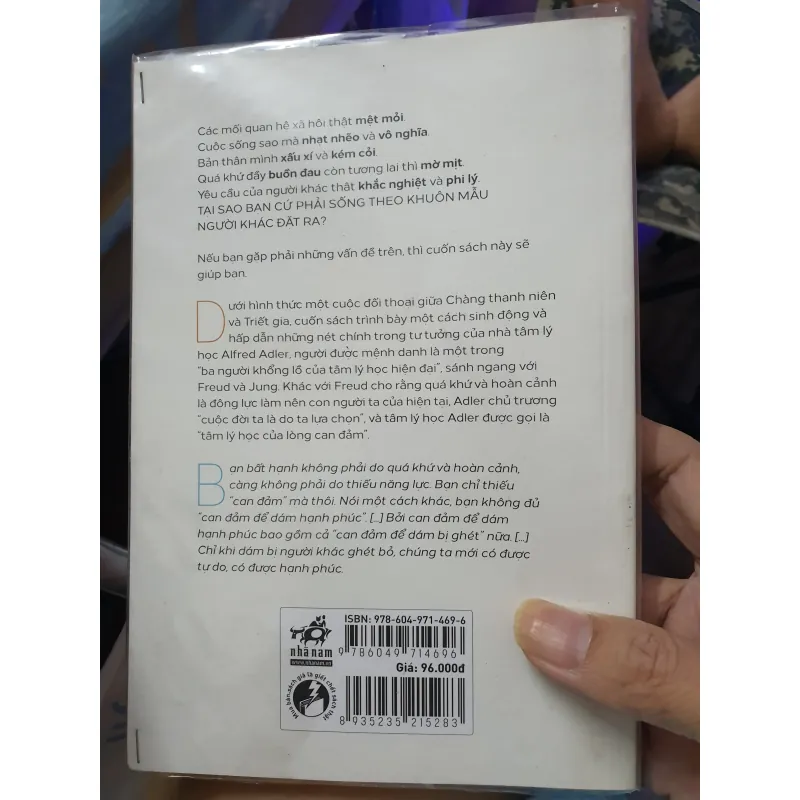 Các mối quan hệ xã hội thật mệt mỏi.
Cuộc sống sao mà nhạt nhẽo và vô nghĩa.
Bản thân mình xấu xí và kém cỏi.
Quá khứ đầy buồn đau còn tương lai thì mờ mịt.
Yêu cầu của người khác thật khắc nghiệt và phi lý.
TẠI SAO BẠN CỨ PHẢI SỐNG THEO KHUÔN MẪU
NGƯỜI KHÁC ĐẶT RA?
Nếu bạn gặp phải những vấn đề trên, thì cuốn sách này sẽ
giúp bạn.
Dưới hình thức một cuộc đối thoại giữa Chàng thanh niên
và Triết gia, cuốn sách trình bày một cách sinh động và
hấp dẫn những nét chính trong tư tưởng của nhà tâm lý
học Alfred Adler, người được mệnh danh là một trong
"ba người khổng lồ của tâm lý học hiện đại", sánh ngang với
Freud và Jung. Khác với Freud cho rằng quá khứ và hoàn cảnh
là động lực làm nên con người ta của hiện tại, Adler chủ trương
"cuộc đời ta là do ta lựa chọn", và tâm lý học Adler được gọi là
"tâm lý học của lòng can đảm".
Bạn bất hạnh không phải do quá khứ và hoàn cảnh,
càng không phải do thiếu năng lực. Bạn chỉ thiếu
"can đảm" mà thôi. Nói một cách khác, bạn không đủ
"can đảm để dám hạnh phúc". [...] Bởi can đảm để dám
hạnh phúc bao gồm cả "can đảm để dám bị ghét" nữa. [...]
Chỉ khi dám bị người khác ghét bỏ, chúng ta mới có được
tự do, có được hạnh phúc.
ISBN: 978-604-971-469-6
nhã nam
www.nhanam.vn
9 786049 714696
Giá: 96.000đ
Mua bán sách giả là giết chết sách thật
8 935235 215283